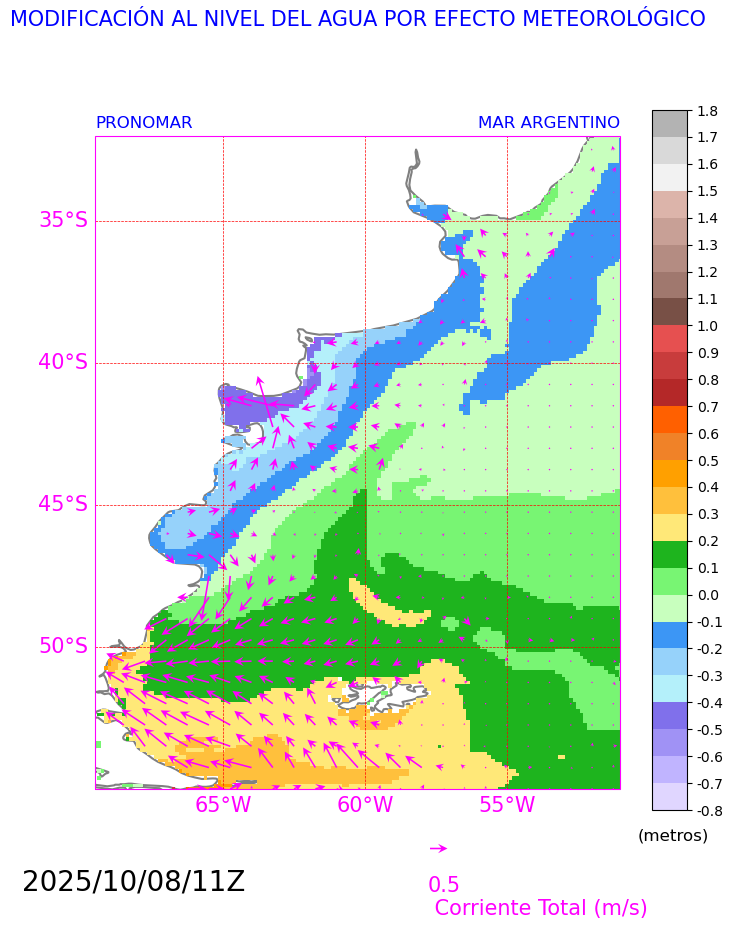 MODIFICACIÓN AL NIVEL DEL AGUA POR EFECTO METEOROLÓGICO
PRONOMAR
MAR ARGENTINO
35°S
40°S
45°S
50°S
65°W
60°W
55°W
1.8
1.7
1.6
1.5
1.4
1.3
1.2
1.1
1.0
0.9
0.8
0.7
0.6
0.5
0.4
0.3
0.2
0.1
0.0
-0.1
-0.2
-0.3
-0.4
-0.5
-0.6
-0.7
-0.8
(metros)
2025/10/08/11Z
0.5
Corriente Total (m/s)